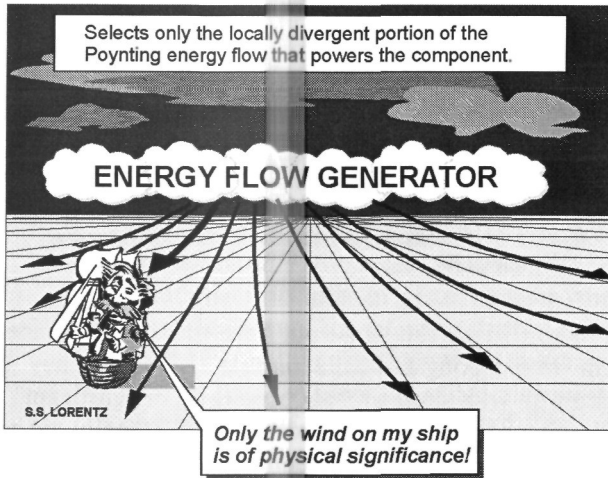 Selects only the locally divergent portion of the
Poynting energy flow that powers the component.
ENERGY FLOW GENERATOR
S.S. LORENTZ
Only the wind on my ship
is of physical significance!